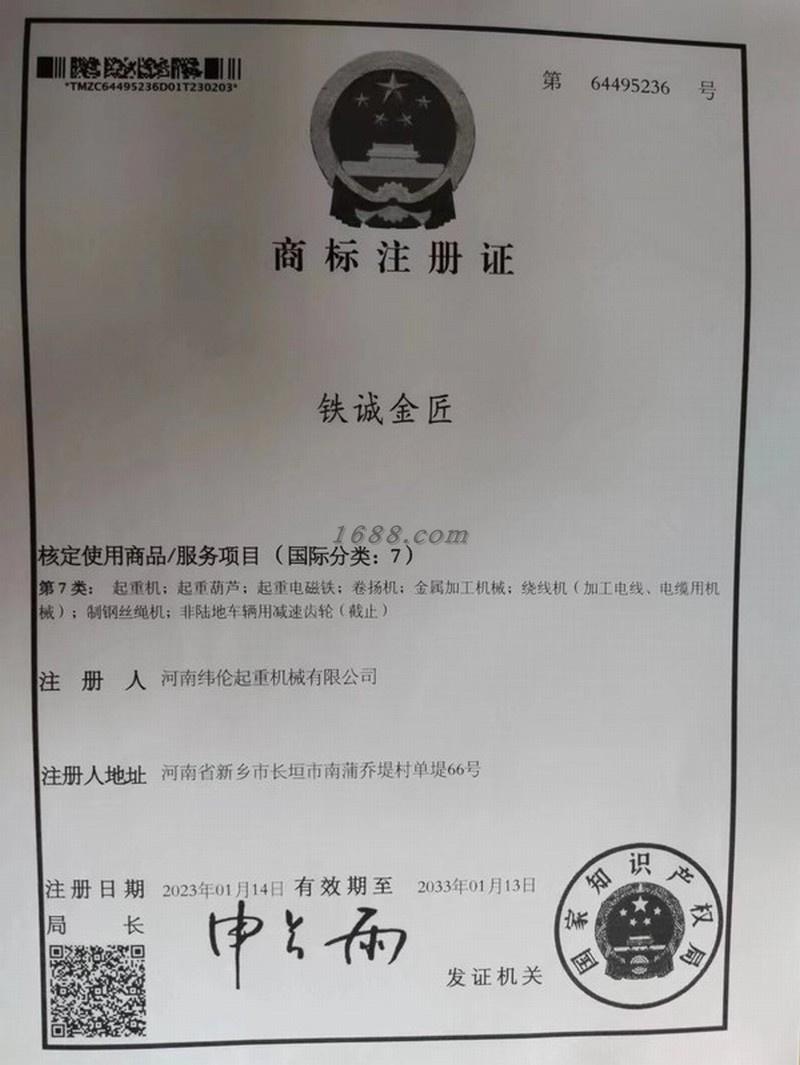 *TMZC64495236D01T230203*
第 64495236 号
商标注册证
铁诚金匠
1688.com
核定使用商品/服务项目（国际分类：7）
第7类： 起重机；起重葫芦；起重电磁铁；卷扬机；金属加工机械；绕线机（加工电线、电缆用机
械）；制钢丝绳机；非陆地车辆用减速齿轮（截止）
注册人 河南纬伦起重机械有限公司
注册人地址 河南省新乡市长垣市南蒲乔堤村单堤66号
注册日期 2023年01月14日 有效期至 2033年01月13日
局长 申长雨
发证机关
国家知识产权局